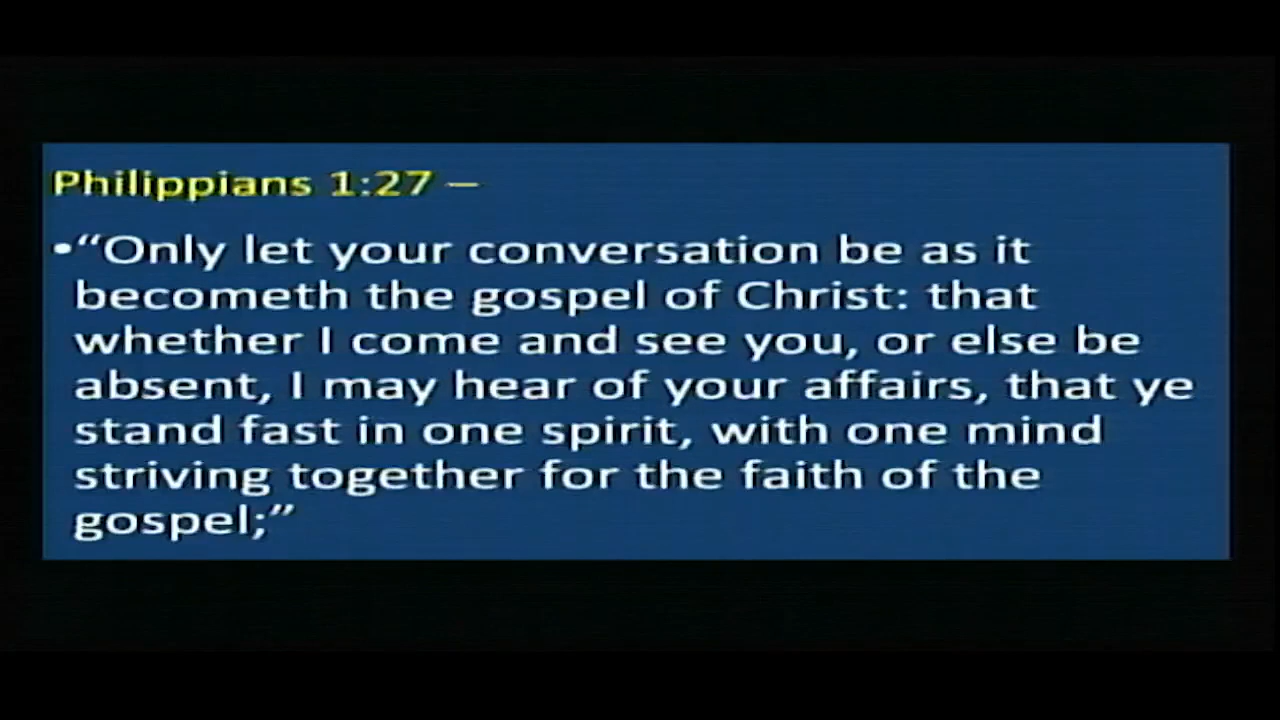 Philippians 1:27 –
•“Only let your conversation be as it
becometh the gospel of Christ: that
whether I come and see you, or else be
absent, I may hear of your affairs, that ye
stand fast in one spirit, with one mind
striving together for the faith of the
gospel;”